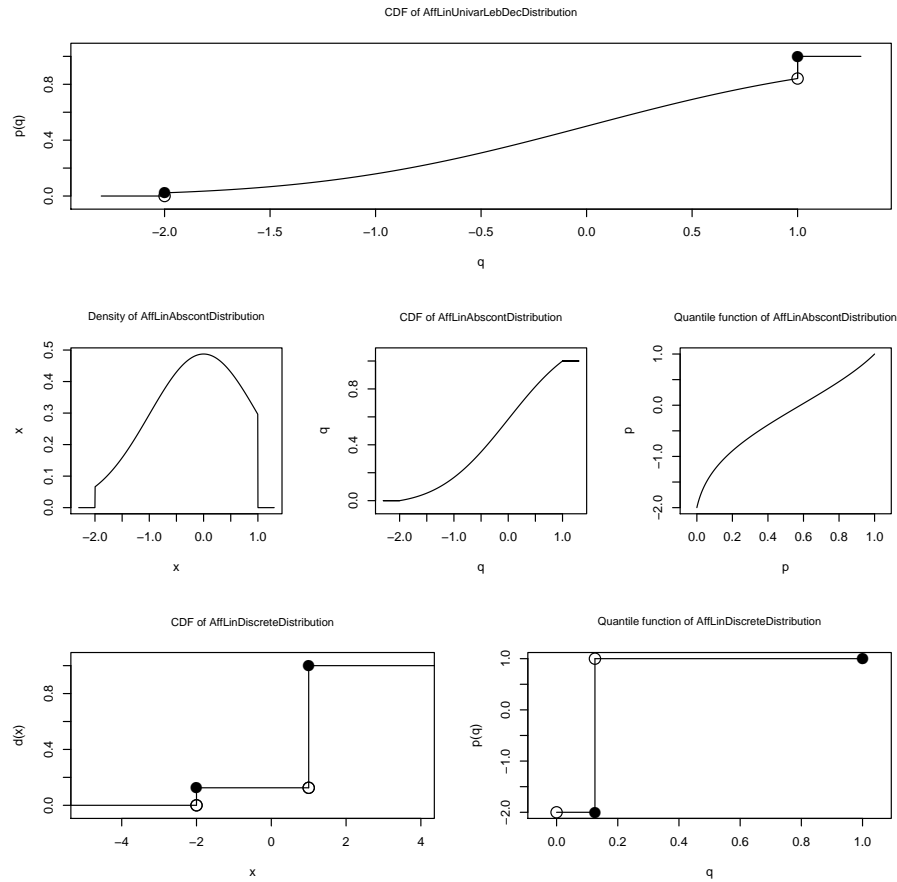 CDF of AffLinUnivarLebDecDistribution
p(q)
0.8
0.4
0.0
−2.0 −1.5 −1.0 −0.5 0.0 0.5 1.0
q
Density of AffLinAbscontDistribution
x
0.5
0.4
0.3
0.2
0.1
0.0
−2.0 −1.0 0.0 1.0
x
CDF of AffLinAbscontDistribution
q
0.8
0.4
0.0
−2.0 −1.0 0.0 1.0
q
Quantile function of AffLinAbscontDistribution
p
1.0
0.0
−1.0
−2.0
0.0 0.2 0.4 0.6 0.8 1.0
p
CDF of AffLinDiscreteDistribution
d(x)
0.8
0.4
0.0
−4 −2 0 2 4
x
Quantile function of AffLinDiscreteDistribution
p(q)
1.0
0.0
−1.0
−2.0
0.0 0.2 0.4 0.6 0.8 1.0
q